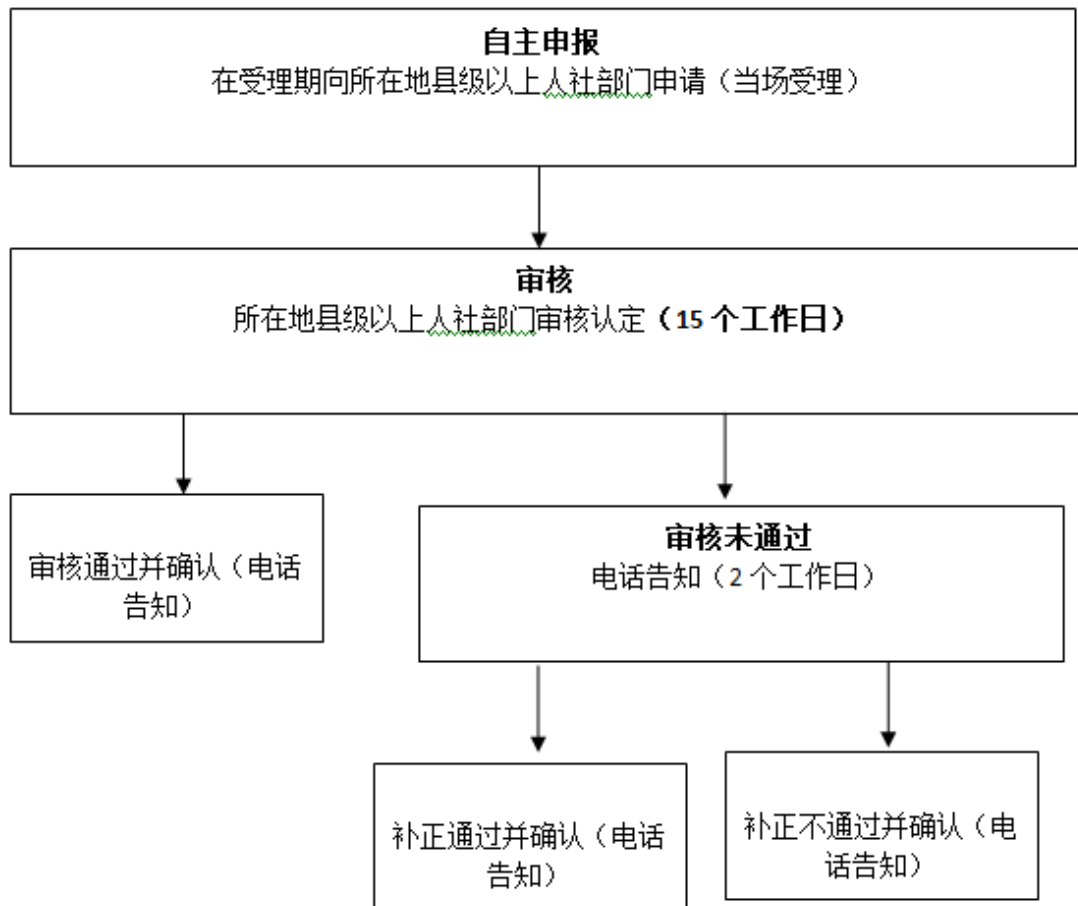 自主申报
在受理期向所在地县级以上人社部门申请（当场受理）
审核
所在地县级以上人社部门审核认定（15 个工作日）
审核通过并确认（电话
告知）
审核未通过
电话告知（2 个工作日）
补正通过并确认（电话
告知）
补正不通过并确认（电
话告知）